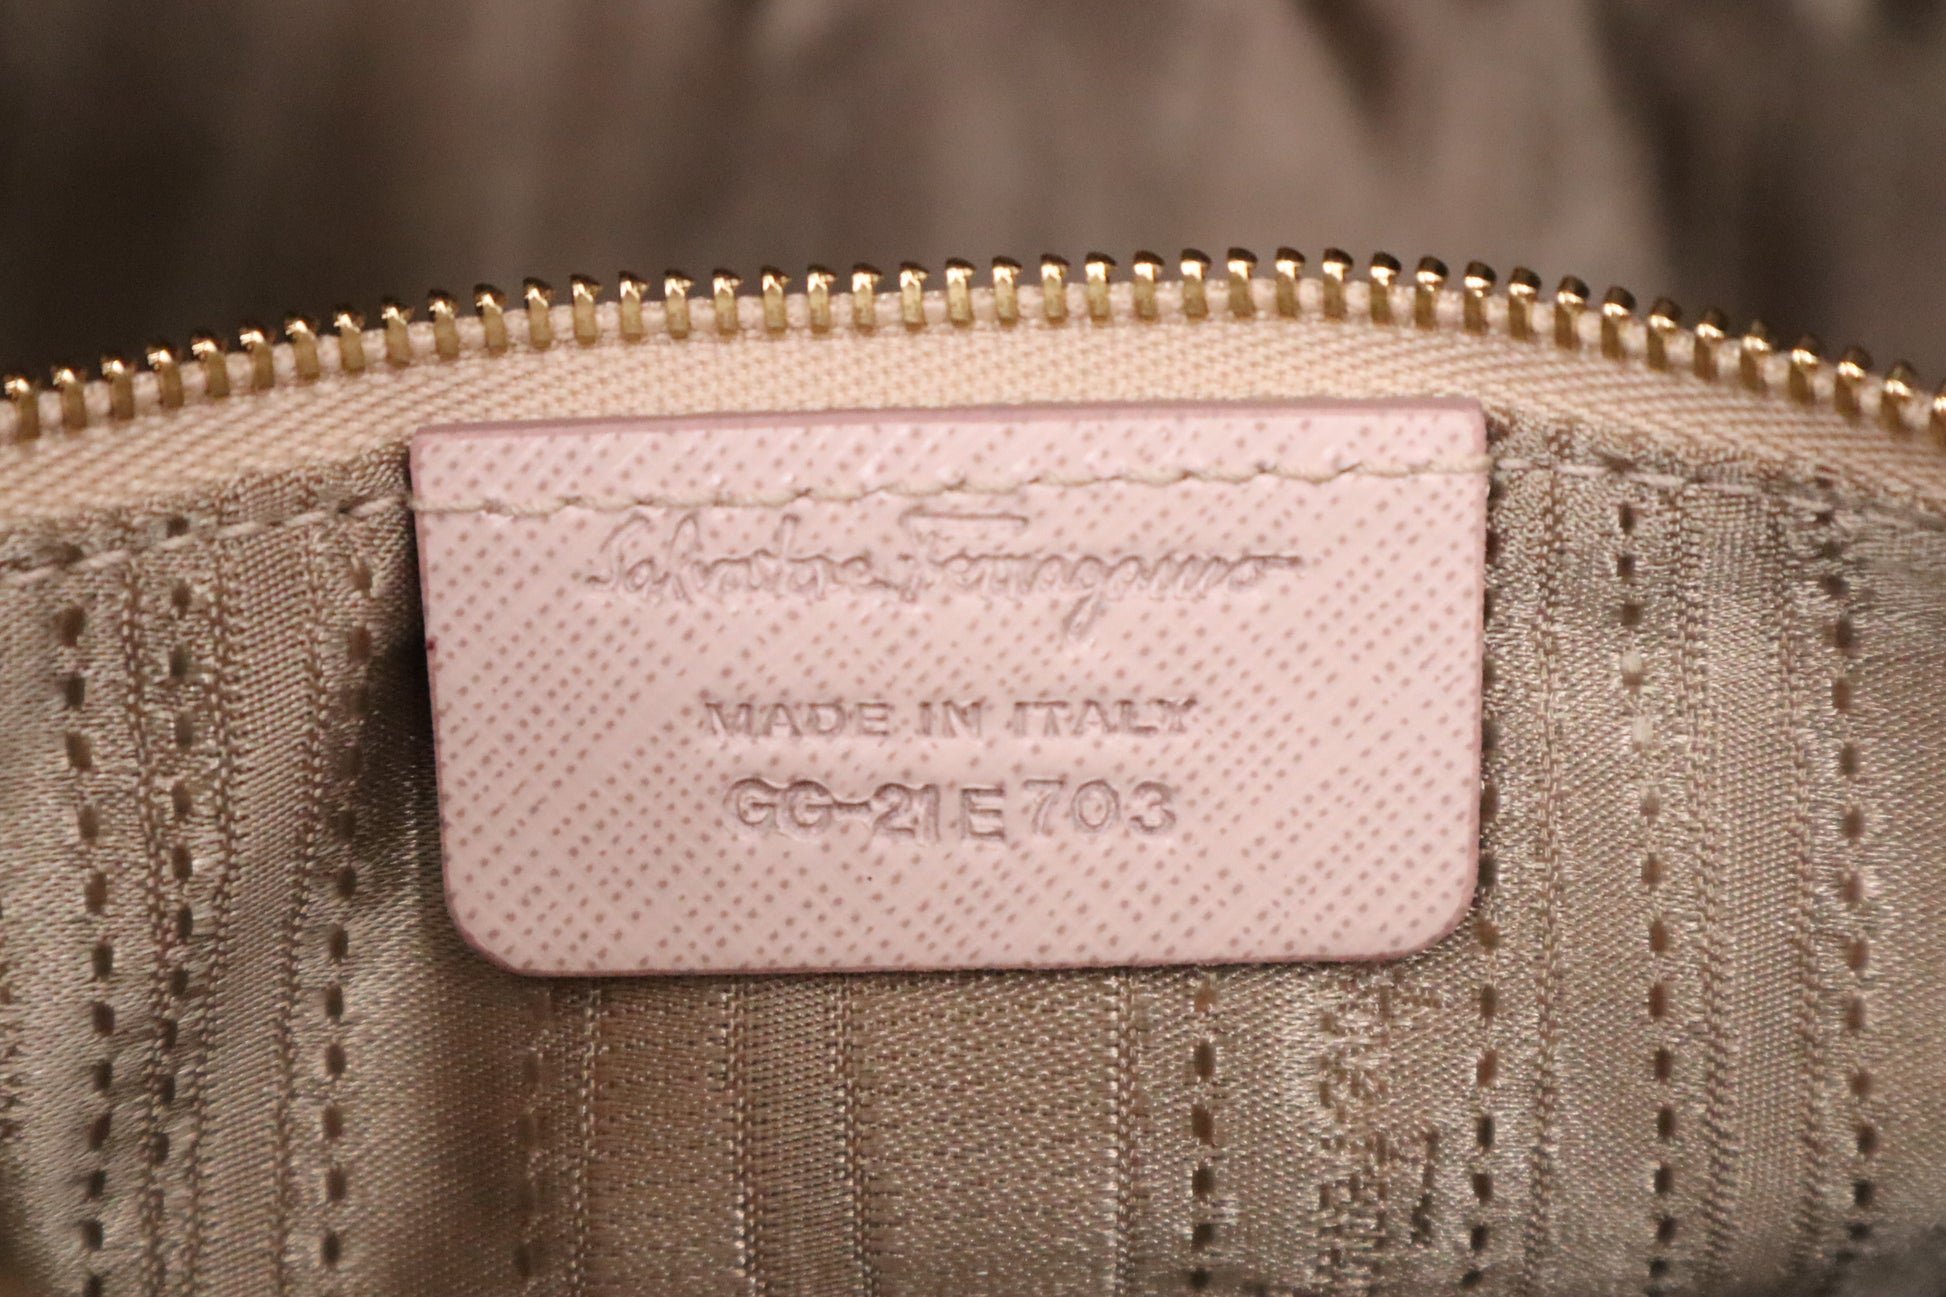 Salvatore Ferragamo
MADE IN ITALY
GG-21E703